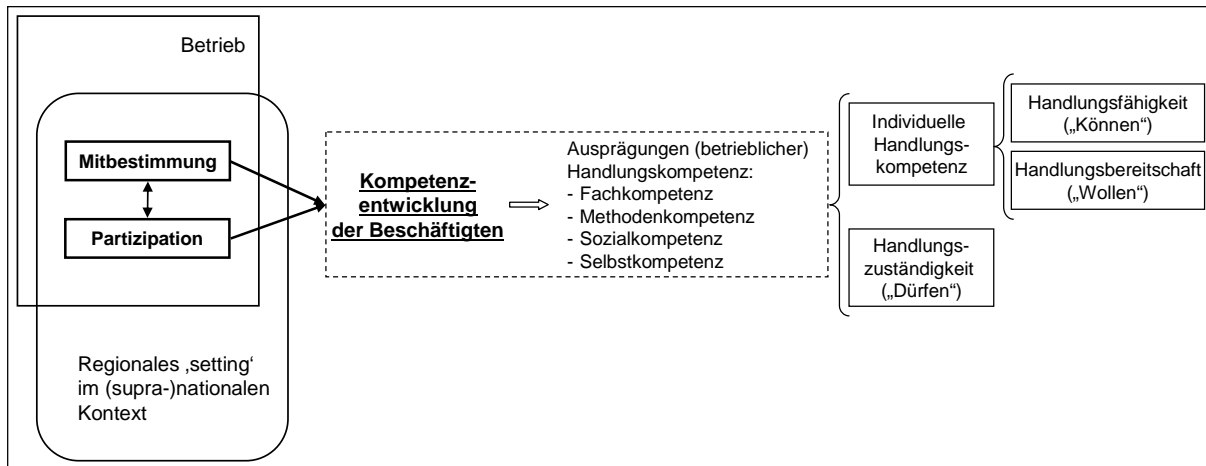 Betrieb
Mitbestimmung
Partizipation
Regionales ‚setting‘
im (supra-)nationalen
Kontext
Kompetenz-
entwicklung
der Beschäftigten
Ausprägungen (betrieblicher)
Handlungskompetenz:
- Fachkompetenz
- Methodenkompetenz
- Sozialkompetenz
- Selbstkompetenz
Individuelle
Handlungs-
kompetenz
Handlungs-
zuständigkeit
(„Dürfen“)
Handlungsfähigkeit
(„Können“)
Handlungsbereitschaft
(„Wollen“)